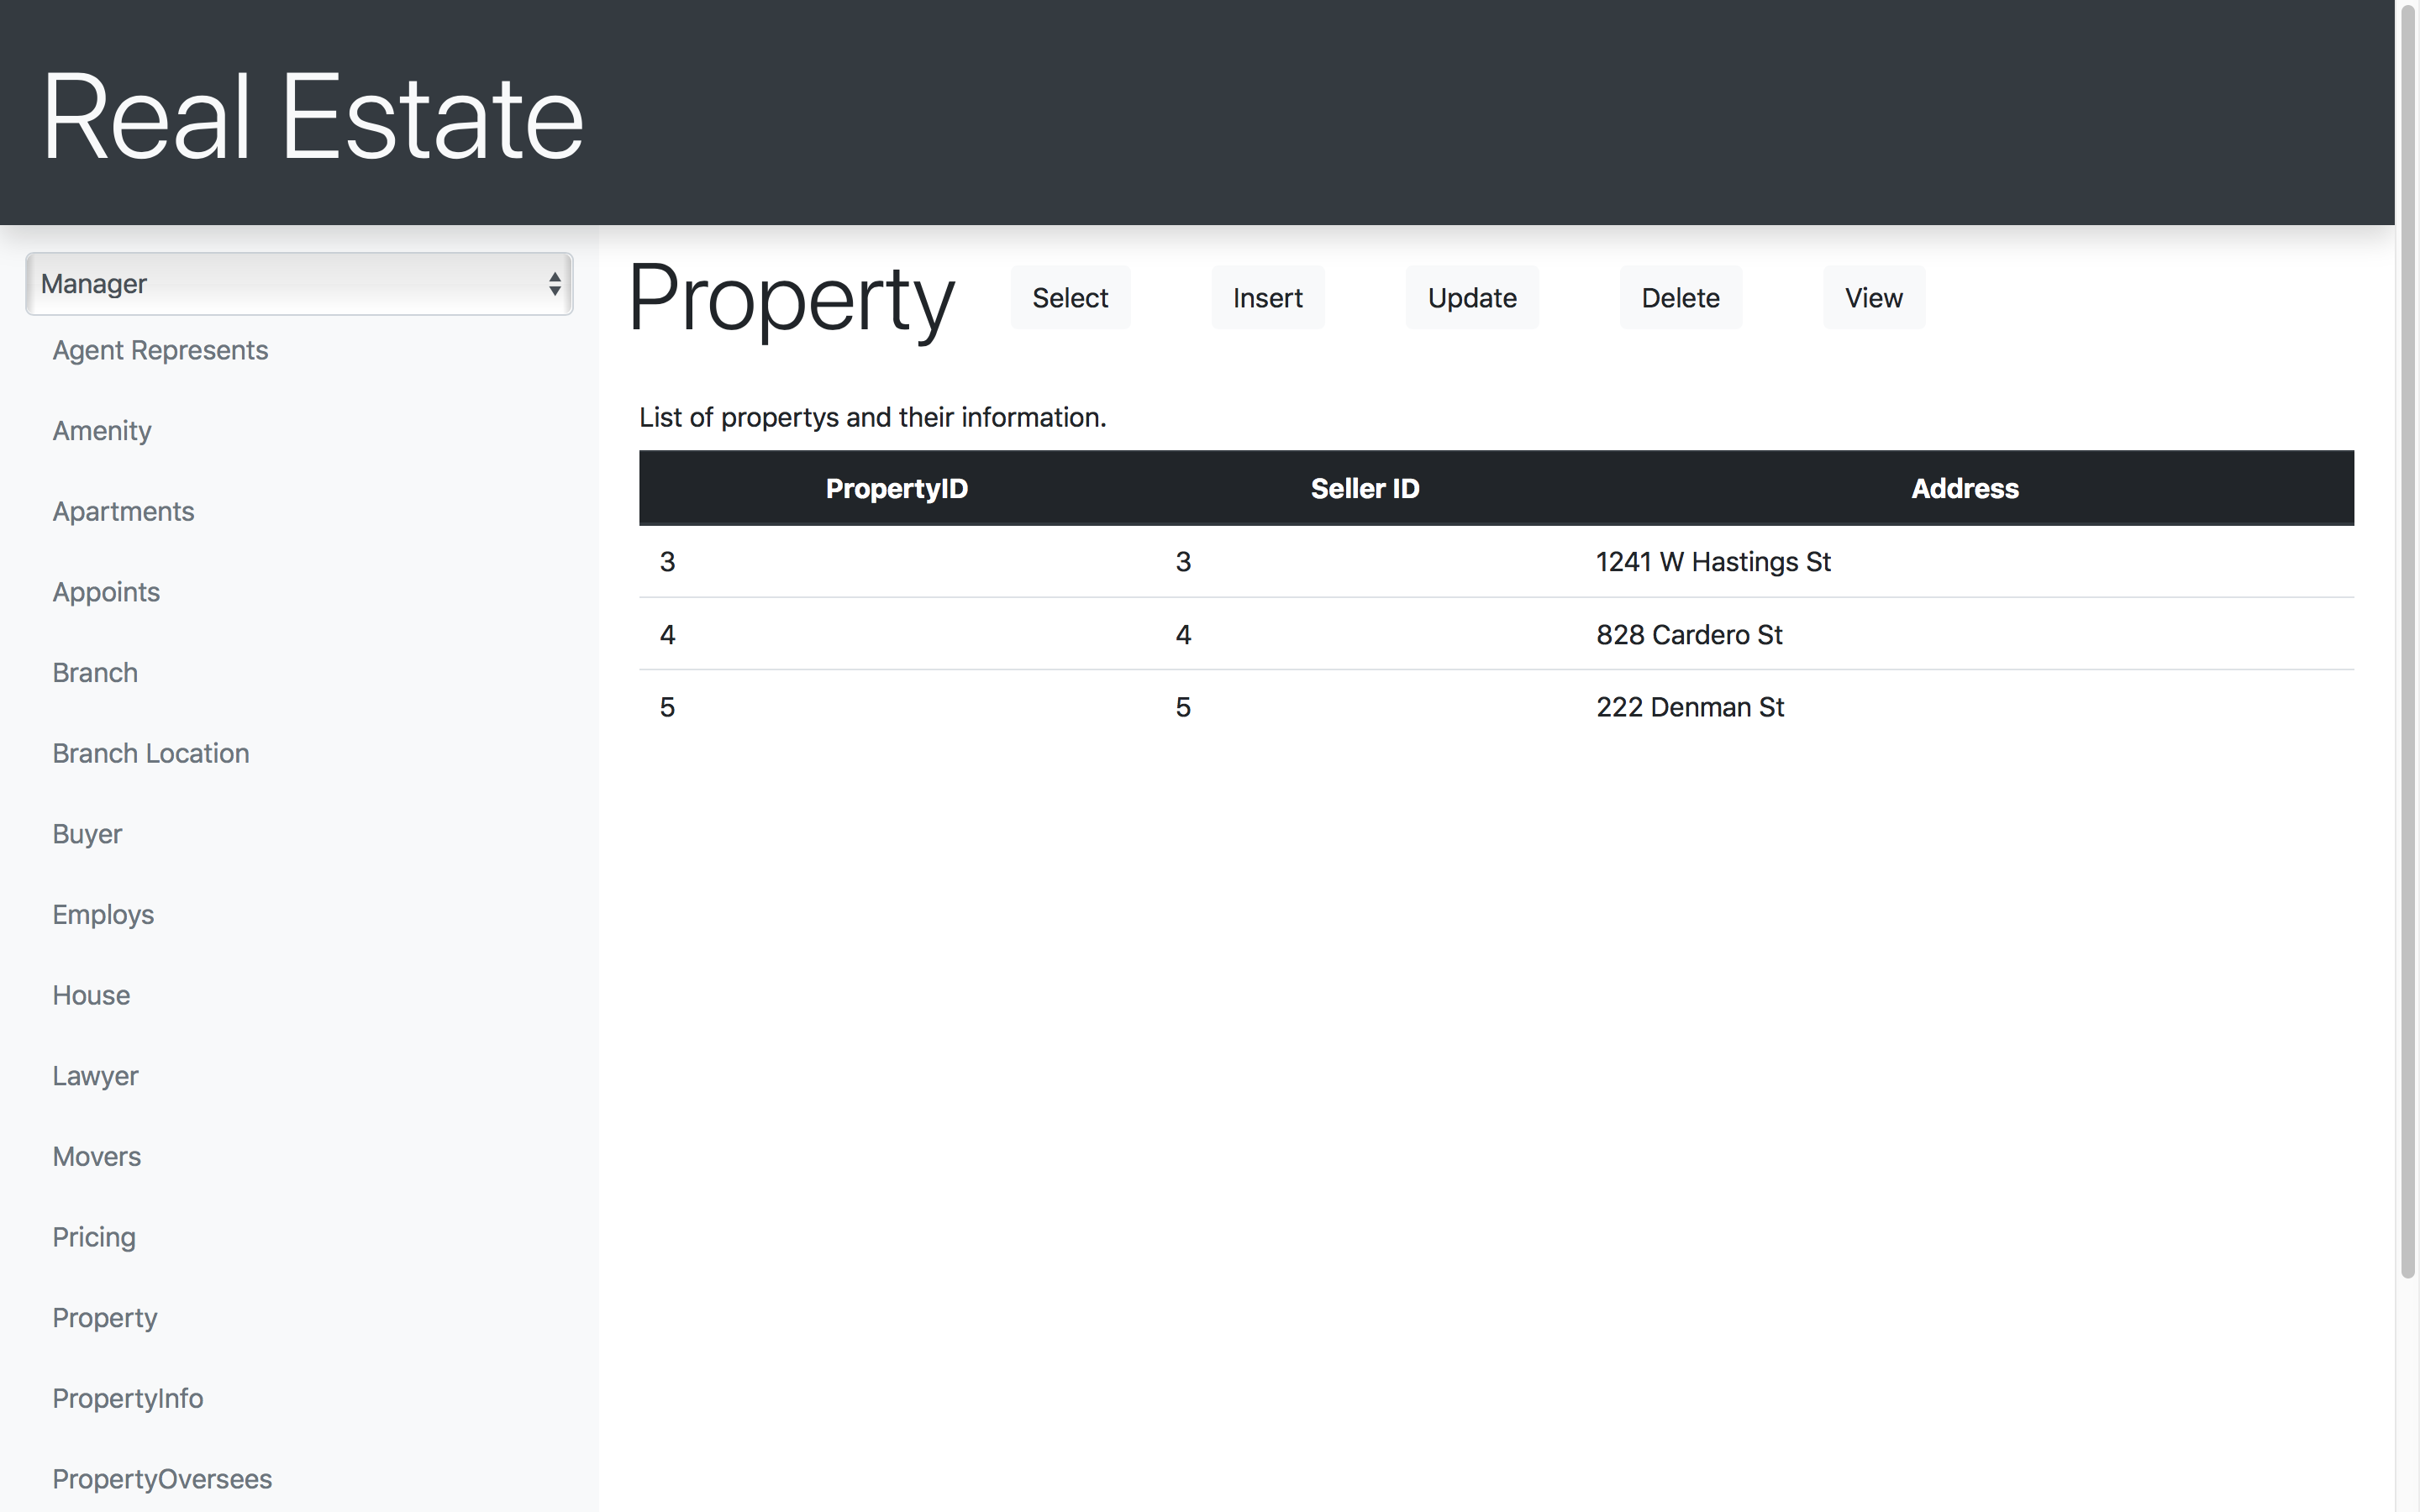 Real Estate
Manager
Agent Represents
Amenity
Apartments
Appoints
Branch
Branch Location
Buyer
Employs
House
Lawyer
Movers
Pricing
Property
PropertyInfo
PropertyOversees
Property Select Insert Update Delete View
List of propertys and their information.
PropertyID Seller ID Address
3 3 1241 W Hastings St
4 4 828 Cardero St
5 5 222 Denman St